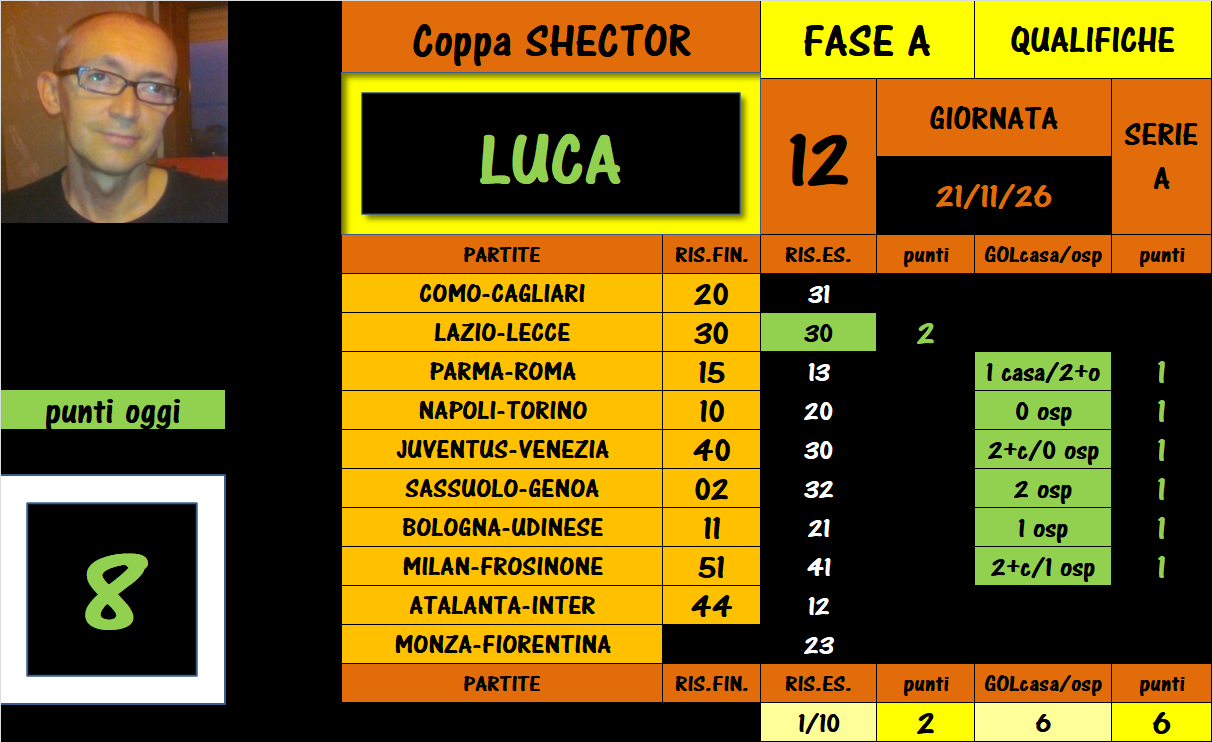 Coppa SHECTOR FASE A QUALIFICHE
LUCA 12 GIORNATA SERIE A
21/11/26
PARTITE RIS.FIN. RIS.ES. punti GOLcasa/osp punti
COMO-CAGLIARI 20 31
LAZIO-LECCE 30 30 2
PARMA-ROMA 15 13 1 casa/2+o 1
punti oggi
NAPOLI-TORINO 10 20 0 osp 1
JUVENTUS-VENEZIA 40 30 2+c/0 osp 1
SASSUOLO-GENOA 02 32 2 osp 1
BOLOGNA-UDINESE 11 21 1 osp 1
MILAN-FROSINONE 51 41 2+c/1 osp 1
8
ATALANTA-INTER 44 12
MONZA-FIORENTINA 23
PARTITE RIS.FIN. RIS.ES. punti GOLcasa/osp punti
1/10 2 6 6